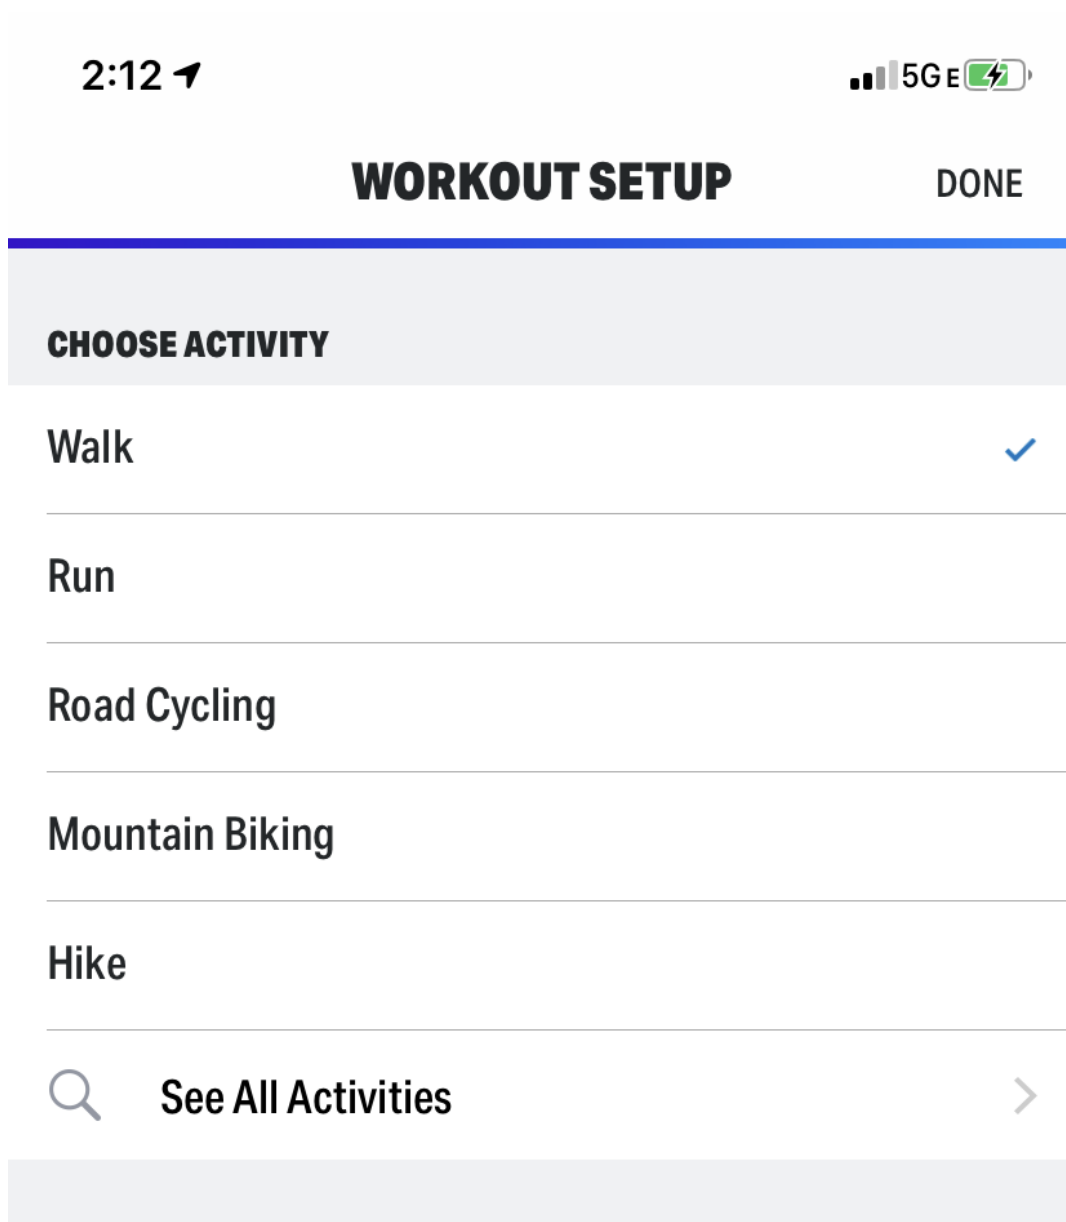 2:12 5G E
WORKOUT SETUP DONE
CHOOSE ACTIVITY
Walk
Run
Road Cycling
Mountain Biking
Hike
See All Activities